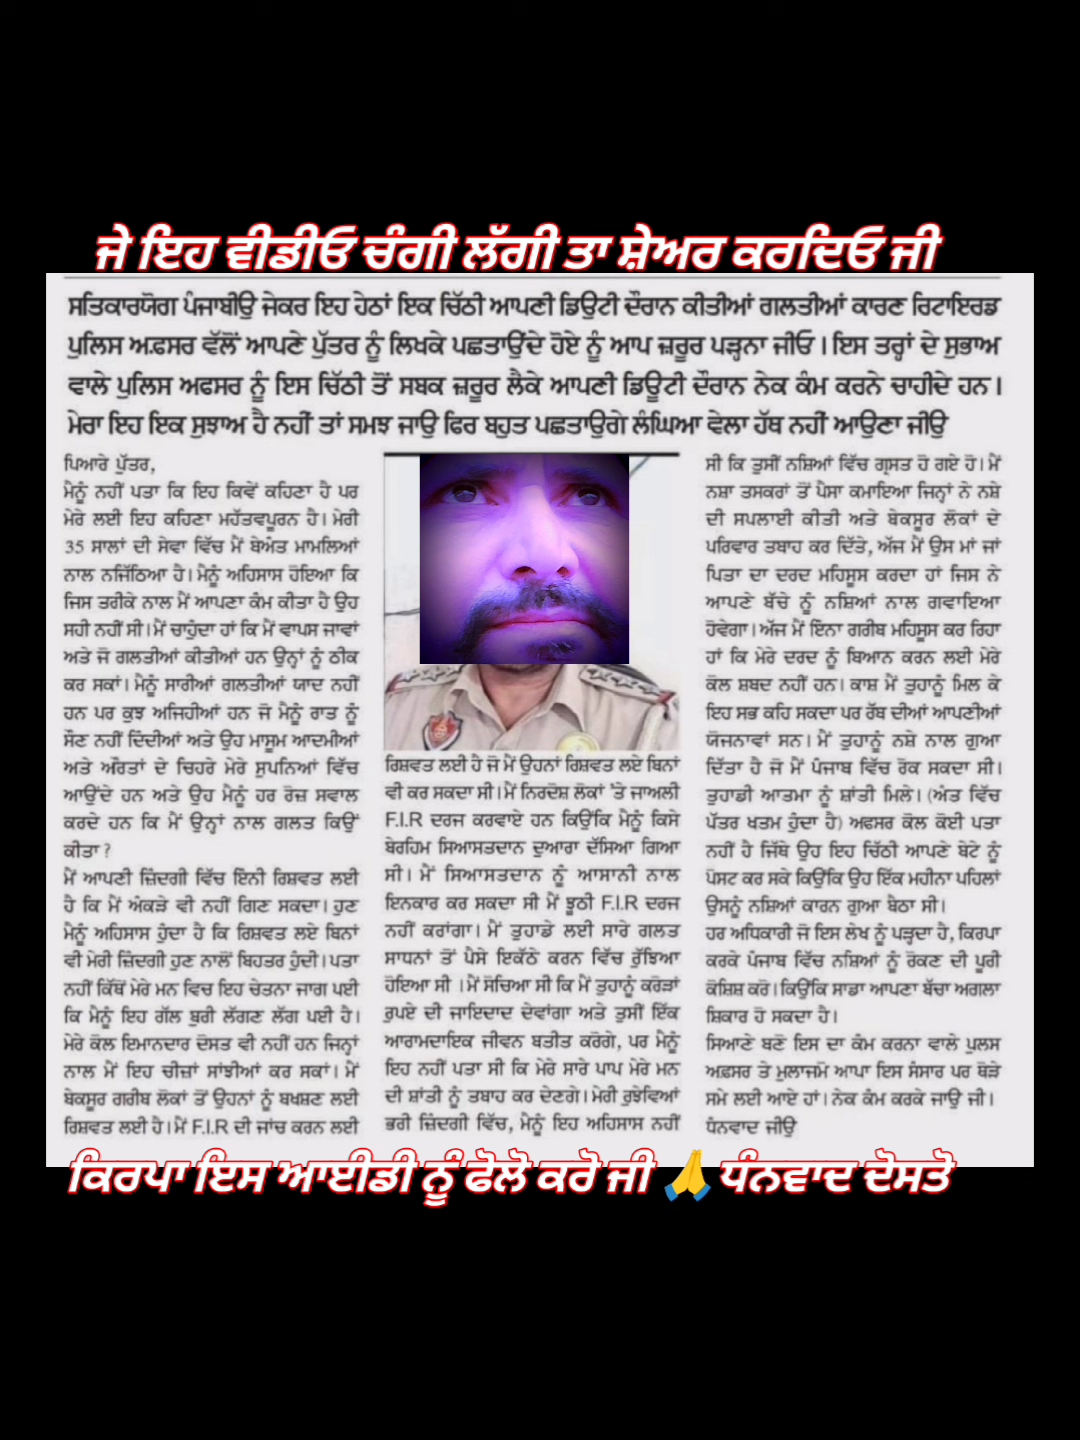 ਜੇ ਇਹ ਵੀਡੀਓ ਚੰਗੀ ਲੱਗੀ ਤਾ ਸ਼ੇਅਰ ਕਰਦਿਓ ਜੀ
ਸਤਿਕਾਰਯੋਗ ਪੰਜਾਬੀਉ ਜੇਕਰ ਇਹ ਹੇਠਾਂ ਇਕ ਚਿੱਠੀ ਆਪਣੀ ਡਿਉਟੀ ਦੌਰਾਨ ਕੀਤੀਆਂ ਗਲਤੀਆਂ ਕਾਰਣ ਰਿਟਾਇਰਡ
ਪੁਲਿਸ ਅਫ਼ਸਰ ਵੱਲੋਂ ਆਪਣੇ ਪੁੱਤਰ ਨੂੰ ਲਿਖਕੇ ਪਛਤਾਉਂਦੇ ਹੋਏ ਨੂੰ ਆਪ ਜ਼ਰੂਰ ਪੜ੍ਹਨਾ ਜੀਓ। ਇਸ ਤਰ੍ਹਾਂ ਦੇ ਸੁਭਾਅ
ਵਾਲੇ ਪੁਲਿਸ ਅਫਸਰ ਨੂੰ ਇਸ ਚਿੱਠੀ ਤੋਂ ਸਬਕ ਜ਼ਰੂਰ ਲੈਕੇ ਆਪਣੀ ਡਿਊਟੀ ਦੌਰਾਨ ਨੇਕ ਕੰਮ ਕਰਨੇ ਚਾਹੀਦੇ ਹਨ।
ਮੇਰਾ ਇਹ ਇਕ ਸੁਝਾਅ ਹੈ ਨਹੀਂ ਤਾਂ ਸਮਝ ਜਾਉ ਫਿਰ ਬਹੁਤ ਪਛਤਾਉਗੇ ਲੰਘਿਆ ਵੇਲਾ ਹੱਥ ਨਹੀਂ ਆਉਣਾ ਜੀਉ
ਪਿਆਰੇ ਪੁੱਤਰ,
ਮੈਨੂੰ ਨਹੀਂ ਪਤਾ ਕਿ ਇਹ ਕਿਵੇਂ ਕਹਿਣਾ ਹੈ ਪਰ
ਮੇਰੇ ਲਈ ਇਹ ਕਹਿਣਾ ਮਹੱਤਵਪੂਰਨ ਹੈ। ਮੇਰੀ
35 ਸਾਲਾਂ ਦੀ ਸੇਵਾ ਵਿੱਚ ਮੈਂ ਬੇਅੰਤ ਮਾਮਲਿਆਂ
ਨਾਲ ਨਜਿੱਠਿਆ ਹੈ। ਮੈਨੂੰ ਅਹਿਸਾਸ ਹੋਇਆ ਕਿ
ਜਿਸ ਤਰੀਕੇ ਨਾਲ ਮੈਂ ਆਪਣਾ ਕੰਮ ਕੀਤਾ ਹੈ ਉਹ
ਸਹੀ ਨਹੀਂ ਸੀ। ਮੈਂ ਚਾਹੁੰਦਾ ਹਾਂ ਕਿ ਮੈਂ ਵਾਪਸ ਜਾਵਾਂ
ਅਤੇ ਜੋ ਗਲਤੀਆਂ ਕੀਤੀਆਂ ਹਨ ਉਨ੍ਹਾਂ ਨੂੰ ਠੀਕ
ਕਰ ਸਕਾਂ। ਮੈਨੂੰ ਸਾਰੀਆਂ ਗਲਤੀਆਂ ਯਾਦ ਨਹੀਂ
ਹਨ ਪਰ ਕੁਝ ਅਜਿਹੀਆਂ ਹਨ ਜੋ ਮੈਨੂੰ ਰਾਤ ਨੂੰ
ਸੌਣ ਨਹੀਂ ਦਿੰਦੀਆਂ ਅਤੇ ਉਹ ਮਾਸੂਮ ਆਦਮੀਆਂ
ਅਤੇ ਔਰਤਾਂ ਦੇ ਚਿਹਰੇ ਮੇਰੇ ਸੁਪਨਿਆਂ ਵਿੱਚ
ਆਉਂਦੇ ਹਨ ਅਤੇ ਉਹ ਮੈਨੂੰ ਹਰ ਰੋਜ਼ ਸਵਾਲ
ਕਰਦੇ ਹਨ ਕਿ ਮੈਂ ਉਨ੍ਹਾਂ ਨਾਲ ਗਲਤ ਕਿਉਂ
ਕੀਤਾ ?
ਮੈਂ ਆਪਣੀ ਜ਼ਿੰਦਗੀ ਵਿੱਚ ਇੰਨੀ ਰਿਸ਼ਵਤ ਲਈ
ਹੈ ਕਿ ਮੈਂ ਅੰਕੜੇ ਵੀ ਨਹੀਂ ਗਿਣ ਸਕਦਾ। ਹੁਣ
ਮੈਨੂੰ ਅਹਿਸਾਸ ਹੁੰਦਾ ਹੈ ਕਿ ਰਿਸ਼ਵਤ ਲਏ ਬਿਨਾਂ
ਵੀ ਮੇਰੀ ਜ਼ਿੰਦਗੀ ਹੁਣ ਨਾਲੋਂ ਬਿਹਤਰ ਹੁੰਦੀ। ਪਤਾ
ਨਹੀਂ ਕਿੱਥੋਂ ਮੇਰੇ ਮਨ ਵਿਚ ਇਹ ਚੇਤਨਾ ਜਾਗ ਪਈ
ਕਿ ਮੈਨੂੰ ਇਹ ਗੱਲ ਬੁਰੀ ਲੱਗਣ ਲੱਗ ਪਈ ਹੈ।
ਮੇਰੇ ਕੋਲ ਇਮਾਨਦਾਰ ਦੋਸਤ ਵੀ ਨਹੀਂ ਹਨ ਜਿਨ੍ਹਾਂ
ਨਾਲ ਮੈਂ ਇਹ ਚੀਜ਼ਾਂ ਸਾਂਝੀਆਂ ਕਰ ਸਕਾਂ। ਮੈਂ
ਬੇਕਸੂਰ ਗਰੀਬ ਲੋਕਾਂ ਤੋਂ ਉਹਨਾਂ ਨੂੰ ਬਖਸ਼ਣ ਲਈ
ਰਿਸ਼ਵਤ ਲਈ ਹੈ। ਮੈਂ F.I.R ਦੀ ਜਾਂਚ ਕਰਨ ਲਈ
ਰਿਸ਼ਵਤ ਲਈ ਹੈ ਜੋ ਮੈਂ ਉਹਨਾਂ ਰਿਸ਼ਵਤ ਲਏ ਬਿਨਾਂ
ਵੀ ਕਰ ਸਕਦਾ ਸੀ। ਮੈਂ ਨਿਰਦੋਸ਼ ਲੋਕਾਂ 'ਤੇ ਜਾਅਲੀ
F.I.R ਦਰਜ ਕਰਵਾਏ ਹਨ ਕਿਉਂਕਿ ਮੈਨੂੰ ਕਿਸੇ
ਬੇਰਹਿਮ ਸਿਆਸਤਦਾਨ ਦੁਆਰਾ ਦੱਸਿਆ ਗਿਆ
ਸੀ। ਮੈਂ ਸਿਆਸਤਦਾਨ ਨੂੰ ਆਸਾਨੀ ਨਾਲ
ਇਨਕਾਰ ਕਰ ਸਕਦਾ ਸੀ ਮੈਂ ਝੂਠੀ F.I.R ਦਰਜ
ਨਹੀਂ ਕਰਾਂਗਾ। ਮੈਂ ਤੁਹਾਡੇ ਲਈ ਸਾਰੇ ਗਲਤ
ਸਾਧਨਾਂ ਤੋਂ ਪੈਸੇ ਇਕੱਠੇ ਕਰਨ ਵਿੱਚ ਰੁੱਝਿਆ
ਹੋਇਆ ਸੀ ।ਮੈਂ ਸੋਚਿਆ ਸੀ ਕਿ ਮੈਂ ਤੁਹਾਨੂੰ ਕਰੋੜਾਂ
ਰੁਪਏ ਦੀ ਜਾਇਦਾਦ ਦੇਵਾਂਗਾ ਅਤੇ ਤੁਸੀਂ ਇੱਕ
ਆਰਾਮਦਾਇਕ ਜੀਵਨ ਬਤੀਤ ਕਰੋਗੇ, ਪਰ ਮੈਨੂੰ
ਇਹ ਨਹੀਂ ਪਤਾ ਸੀ ਕਿ ਮੇਰੇ ਸਾਰੇ ਪਾਪ ਮੇਰੇ ਮਨ
ਦੀ ਸ਼ਾਂਤੀ ਨੂੰ ਤਬਾਹ ਕਰ ਦੇਣਗੇ। ਮੇਰੀ ਰੁਝੇਵਿਆਂ
ਭਰੀ ਜ਼ਿੰਦਗੀ ਵਿੱਚ, ਮੈਨੂੰ ਇਹ ਅਹਿਸਾਸ ਨਹੀਂ
ਸੀ ਕਿ ਤੁਸੀਂ ਨਸ਼ਿਆਂ ਵਿੱਚ ਗ੍ਰਸਤ ਹੋ ਗਏ ਹੋ। ਮੈਂ
ਨਸ਼ਾ ਤਸਕਰਾਂ ਤੋਂ ਪੈਸਾ ਕਮਾਇਆ ਜਿਨ੍ਹਾਂ ਨੇ ਨਸ਼ੇ
ਦੀ ਸਪਲਾਈ ਕੀਤੀ ਅਤੇ ਬੇਕਸੂਰ ਲੋਕਾਂ ਦੇ
ਪਰਿਵਾਰ ਤਬਾਹ ਕਰ ਦਿੱਤੇ, ਅੱਜ ਮੈਂ ਉਸ ਮਾਂ ਜਾਂ
ਪਿਤਾ ਦਾ ਦਰਦ ਮਹਿਸੂਸ ਕਰਦਾ ਹਾਂ ਜਿਸ ਨੇ
ਆਪਣੇ ਬੱਚੇ ਨੂੰ ਨਸ਼ਿਆਂ ਨਾਲ ਗਵਾਇਆ
ਹੋਵੇਗਾ। ਅੱਜ ਮੈਂ ਇੰਨਾ ਗਰੀਬ ਮਹਿਸੂਸ ਕਰ ਰਿਹਾ
ਹਾਂ ਕਿ ਮੇਰੇ ਦਰਦ ਨੂੰ ਬਿਆਨ ਕਰਨ ਲਈ ਮੇਰੇ
ਕੋਲ ਸ਼ਬਦ ਨਹੀਂ ਹਨ। ਕਾਸ਼ ਮੈਂ ਤੁਹਾਨੂੰ ਮਿਲ ਕੇ
ਇਹ ਸਭ ਕਹਿ ਸਕਦਾ ਪਰ ਰੱਬ ਦੀਆਂ ਆਪਣੀਆਂ
ਯੋਜਨਾਵਾਂ ਸਨ। ਮੈਂ ਤੁਹਾਨੂੰ ਨਸ਼ੇ ਨਾਲ ਗੁਆ
ਦਿੱਤਾ ਹੈ ਜੋ ਮੈਂ ਪੰਜਾਬ ਵਿੱਚ ਰੋਕ ਸਕਦਾ ਸੀ।
ਤੁਹਾਡੀ ਆਤਮਾ ਨੂੰ ਸ਼ਾਂਤੀ ਮਿਲੇ। (ਅੰਤ ਵਿੱਚ
ਪੱਤਰ ਖਤਮ ਹੁੰਦਾ ਹੈ) ਅਫਸਰ ਕੋਲ ਕੋਈ ਪਤਾ
ਨਹੀਂ ਹੈ ਜਿੱਥੇ ਉਹ ਇਹ ਚਿੱਠੀ ਆਪਣੇ ਬੇਟੇ ਨੂੰ
ਪੋਸਟ ਕਰ ਸਕੇ ਕਿਉਂਕਿ ਉਹ ਇੱਕ ਮਹੀਨਾ ਪਹਿਲਾਂ
ਉਸਨੂੰ ਨਸ਼ਿਆਂ ਕਾਰਨ ਗੁਆ ਬੈਠਾ ਸੀ।
ਹਰ ਅਧਿਕਾਰੀ ਜੋ ਇਸ ਲੇਖ ਨੂੰ ਪੜ੍ਹਦਾ ਹੈ, ਕਿਰਪਾ
ਕਰਕੇ ਪੰਜਾਬ ਵਿੱਚ ਨਸ਼ਿਆਂ ਨੂੰ ਰੋਕਣ ਦੀ ਪੂਰੀ
ਕੋਸ਼ਿਸ਼ ਕਰੋ। ਕਿਉਂਕਿ ਸਾਡਾ ਆਪਣਾ ਬੱਚਾ ਅਗਲਾ
ਸ਼ਿਕਾਰ ਹੋ ਸਕਦਾ ਹੈ।
ਸਿਆਣੇ ਬਣੋ ਇਸ ਦਾ ਕੰਮ ਕਰਨਾ ਵਾਲੇ ਪੁਲਸ
ਅਫ਼ਸਰ ਤੇ ਮੁਲਾਜਮੋ ਆਪਾ ਇਸ ਸੰਸਾਰ ਪਰ ਥੋੜੇ
ਸਮੇ ਲਈ ਆਏ ਹਾਂ। ਨੇਕ ਕੰਮ ਕਰਕੇ ਜਾਉ ਜੀ।
ਧੰਨਵਾਦ ਜੀਉ
ਕਿਰਪਾ ਇਸ ਆਈਡੀ ਨੂੰ ਫੋਲੋ ਕਰੋ ਜੀ 🙏 ਧੰਨਵਾਦ ਦੋਸਤੋ